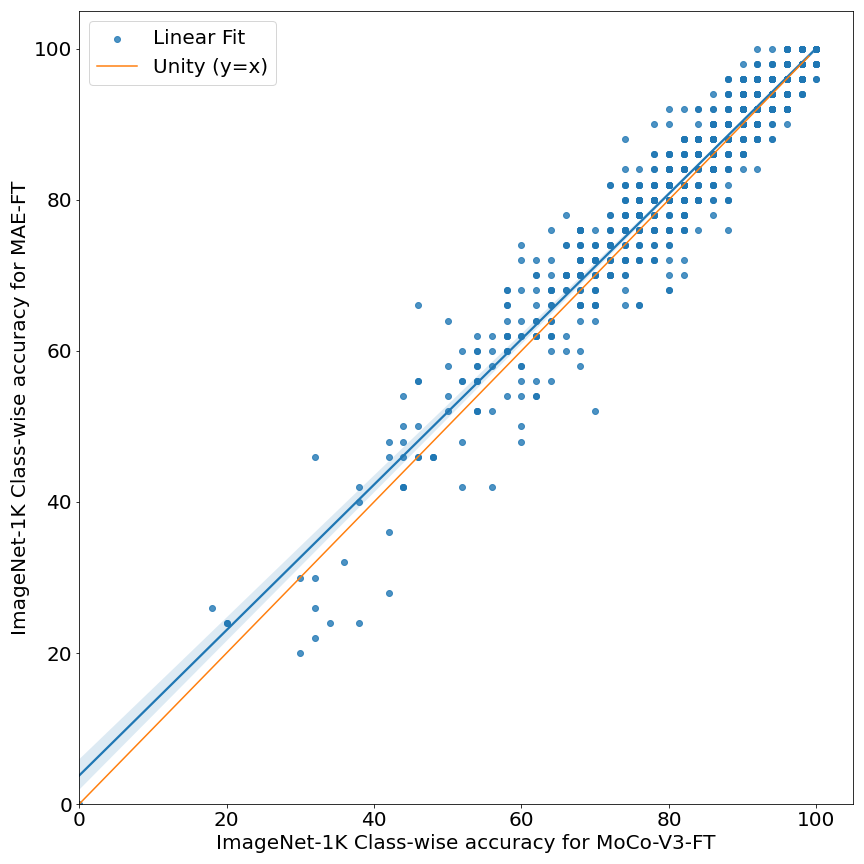 Linear Fit
Unity (y=x)
100
80
60
40
20
0
0 20 40 60 80 100
ImageNet-1K Class-wise accuracy for MAE-FT
ImageNet-1K Class-wise accuracy for MoCo-V3-FT